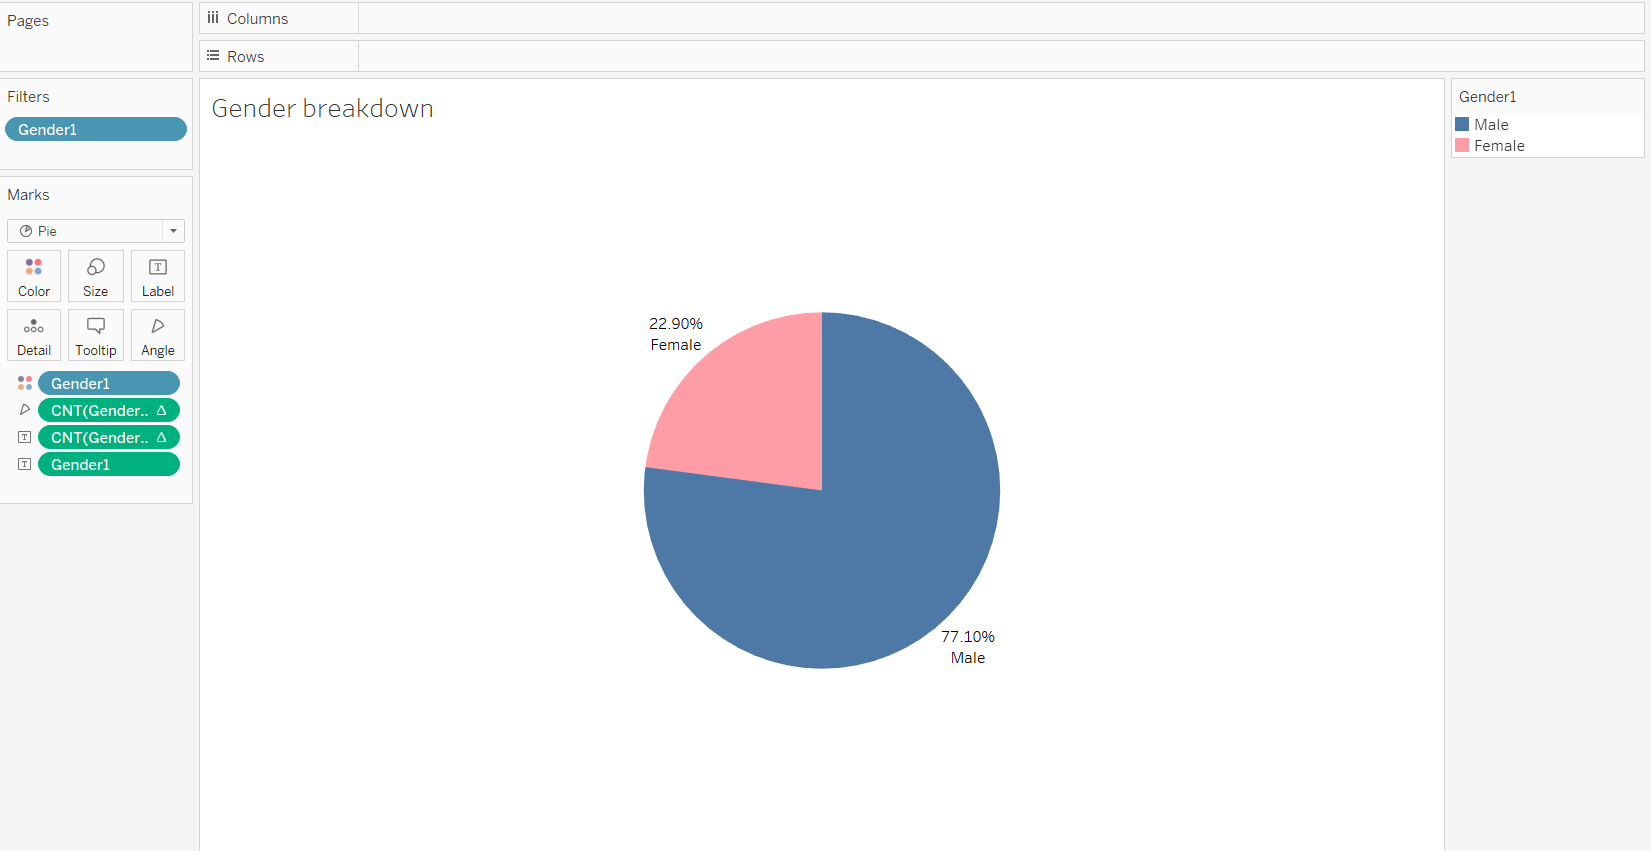 Pages
Columns
Rows
Filters
Gender1
Marks
Pie
Color
Size
Label
Detail
Tooltip
Angle
Gender1
CNT(Gender..
CNT(Gender..
Gender1
Gender breakdown
22.90%
Female
77.10%
Male
Gender1
Male
Female